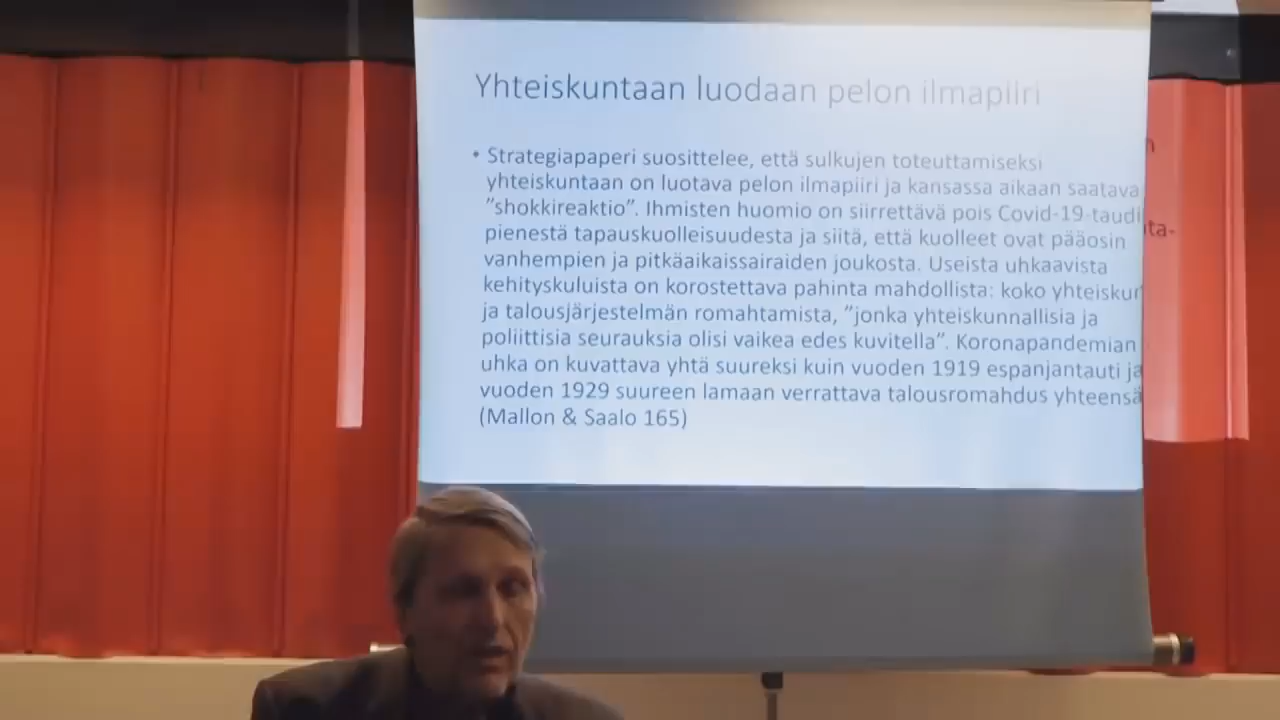 Yhteiskuntaan luodaan pelon ilmapiiri
• Strategiapaperi suosittelee, että sulkujen toteuttamiseksi
yhteiskuntaan on luotava pelon ilmapiiri ja kansassa aikaan saatava
”shokkireaktio”. Ihmisten huomio on siirrettävä pois Covid-19-taudi
pienestä tapauskuolleisuudesta ja siitä, että kuolleet ovat pääosin
vanhempien ja pitkäaikaissairaiden joukosta. Useista uhkaavista
kehityskuluista on korostettava pahinta mahdollista: koko yhteiskun
ja talousjärjestelmän romahtamista, ”jonka yhteiskunnallisia ja
poliittisia seurauksia olisi vaikea edes kuvitella”. Koronapandemian
uhka on kuvattava yhtä suureksi kuin vuoden 1919 espanjantauti ja
vuoden 1929 suureen lamaan verrattava talousromahdus yhteensä
(Mallon & Saalo 165)